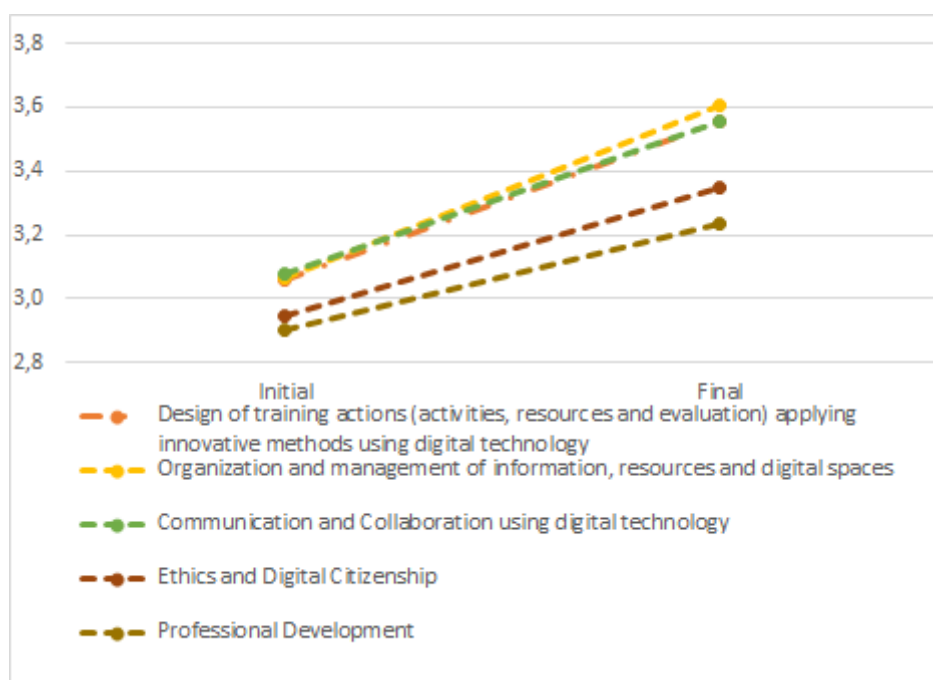 3,8
3,6
3,4
3,2
3,0
2,8
Initial Final
Design of training actions (activities, resources and evaluation) applying
innovative methods using digital technology
Organization and management of information, resources and digital spaces
Communication and Collaboration using digital technology
Ethics and Digital Citizenship
Professional Development